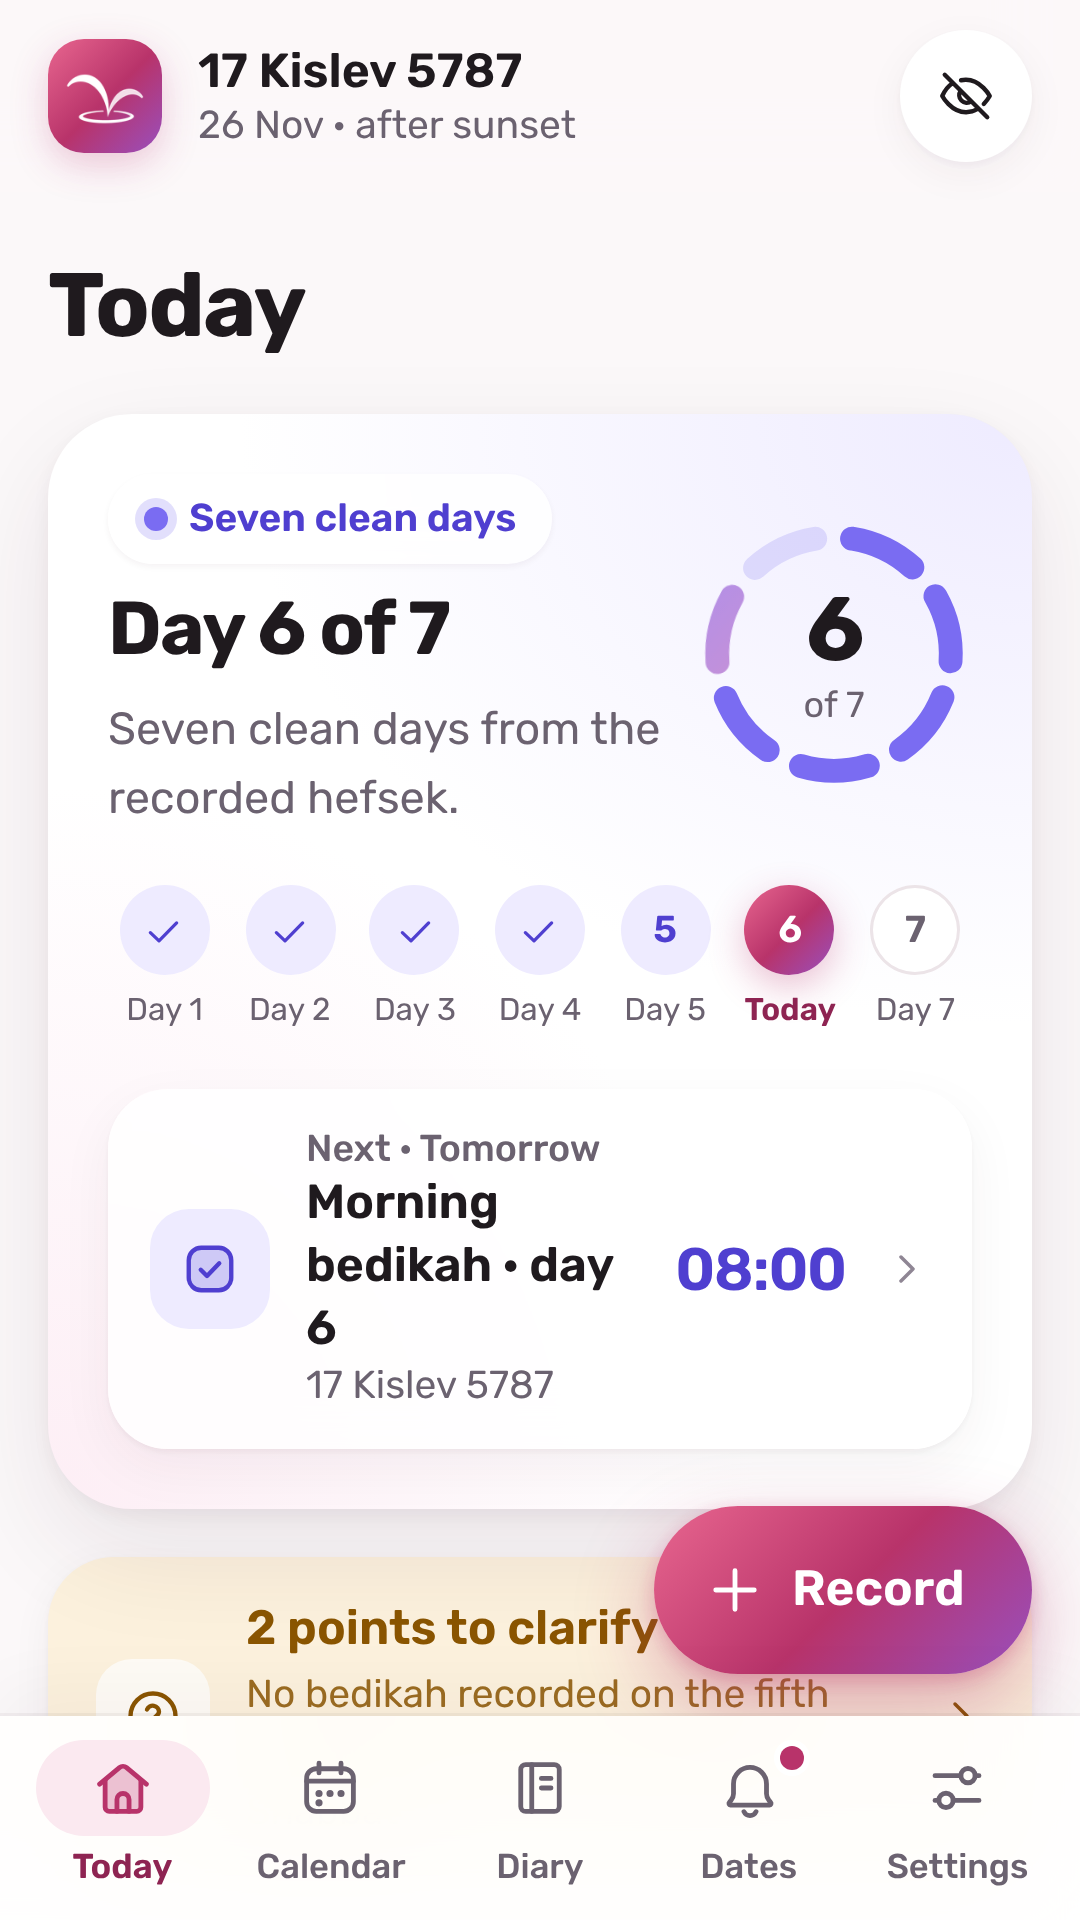 17 Kislev 5787
26 Nov • after sunset
Today
Seven clean days
Day 6 of 7
Seven clean days from the
recorded hefsek.
6
of 7
5
6
7
Day 1
Day 2
Day 3
Day 4
Day 5
Today
Day 7
Next • Tomorrow
Morning
bedikah • day
6
17 Kislev 5787
08:00
Record
2 points to clarify
No bedikah recorded on the fifth
Today
Calendar
Diary
Dates
Settings